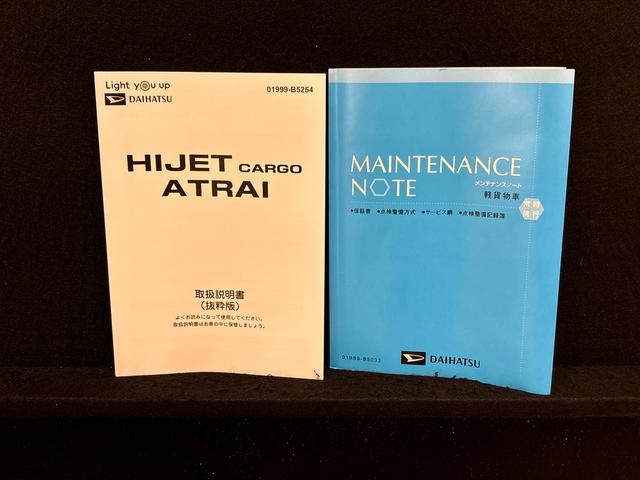 Light you up
DAIHATSU
01999-B5254
HIJET CARGO
ATRAI
取扱説明書
(抜粋版)
よくお読みになって使用してください。
取扱説明書はお車の中に保管しましょう。
MAINTENANCE
NOTE
メンテナンスノート
軽貨物車
常時
携行
●保証書 ●点検整備方式 ●サービス網 ●点検整備記録簿
01999-B5033
DAIHATSU